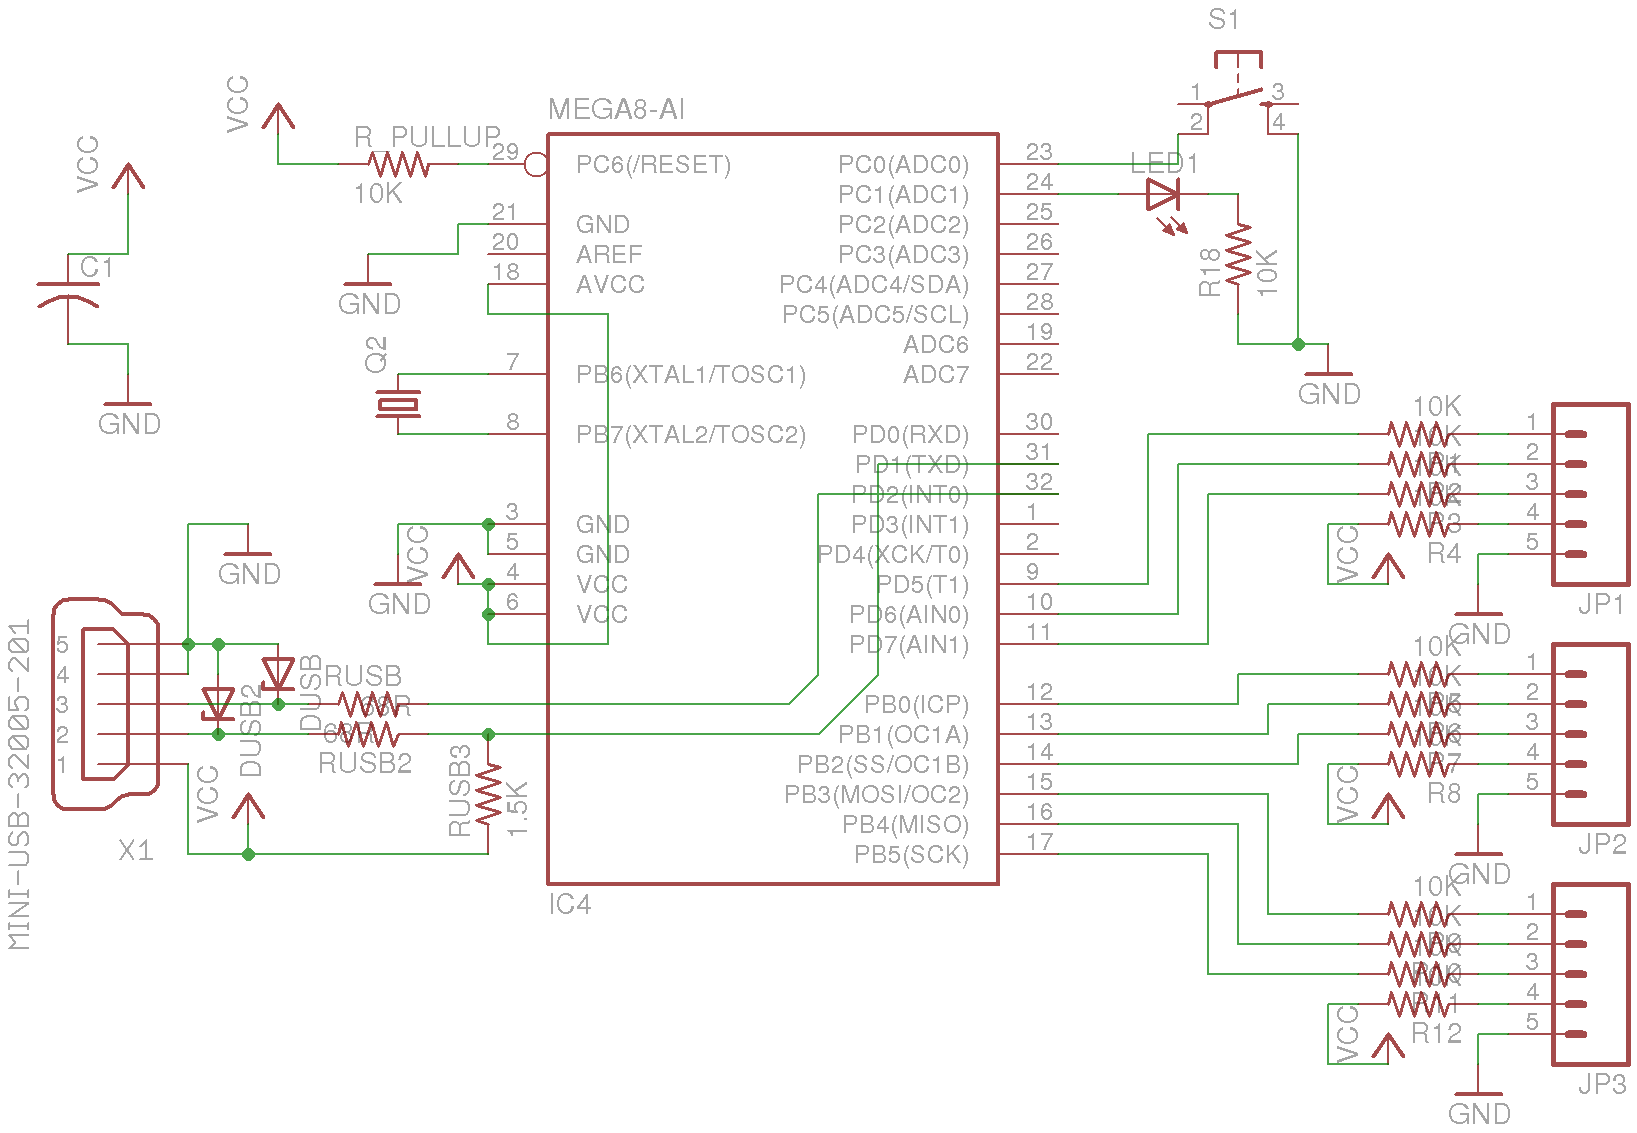 S1
1
3
2
4
MEGA8-AI
VCC
R_PULLUP
10K
29
PC6(/RESET)
PC0(ADC0)
23
LED1
VCC
C1
GND
21
GND
PC1(ADC1)
24
20
AREF
PC2(ADC2)
25
18
AVCC
PC3(ADC3)
26
GND
PC4(ADC4/SDA)
27
R18
10K
PC5(ADC5/SCL)
28
ADC6
19
ADC7
22
GND
Q2
7
PB6(XTAL1/TOSC1)
8
PB7(XTAL2/TOSC2)
PD0(RXD)
30
PD1(TXD)
31
PD2(INT0)
32
3
GND
PD3(INT1)
1
5
GND
PD4(XCK/T0)
2
4
VCC
PD5(T1)
9
6
VCC
PD6(AIN0)
10
PD7(AIN1)
11
GND
VCC
GND
10K
1
2
3
4
5
R3
R4
VCC
GND
JP1
MINI-USB-32005-201
5
4
3
2
1
X1
DUSB
DUSB2
RUSB
68R
68R
RUSB2
VCC
RUSB3
1.5K
PB0(ICP)
12
PB1(OC1A)
13
PB2(SS/OC1B)
14
PB3(MOSI/OC2)
15
PB4(MISO)
16
PB5(SCK)
17
IC4
10K
1
2
3
4
5
R7
R8
VCC
GND
JP2
10K
1
2
3
4
5
R11
R12
VCC
GND
JP3